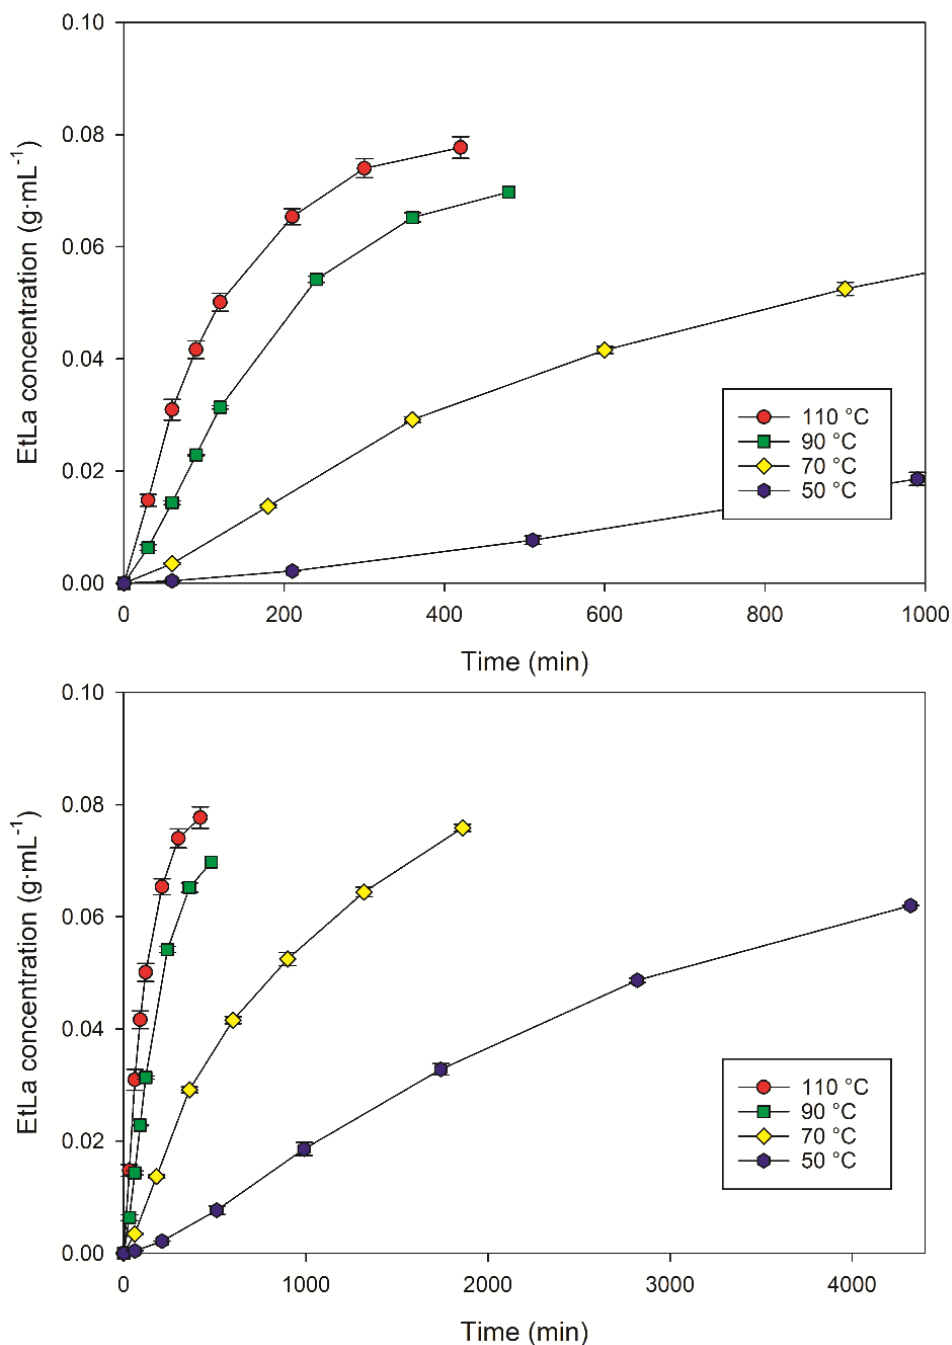 0.10
0.08
0.06
0.04
0.02
0.00
EtLa concentration (g·mL⁻¹)
110 °C
90 °C
70 °C
50 °C
0 200 400 600 800 1000
Time (min)
0.10
0.08
0.06
0.04
0.02
0.00
EtLa concentration (g·mL⁻¹)
110 °C
90 °C
70 °C
50 °C
0 1000 2000 3000 4000
Time (min)